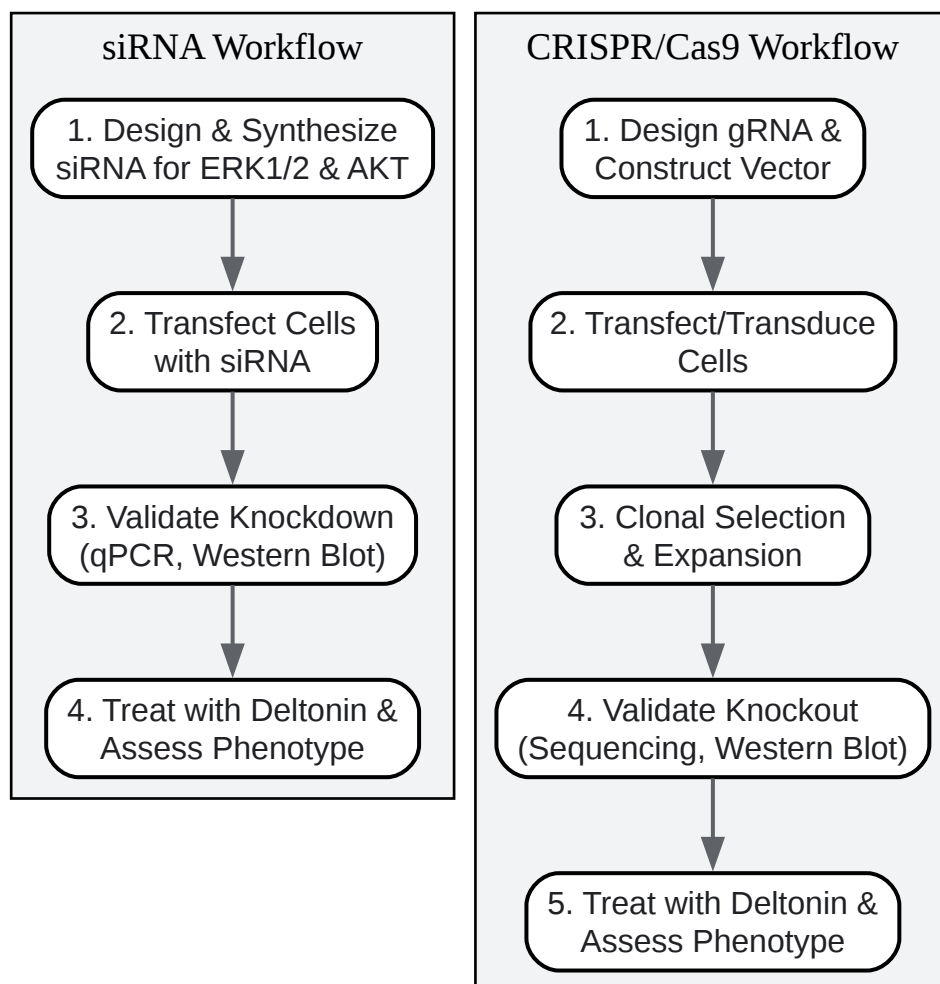 siRNA Workflow
1. Design & Synthesize
siRNA for ERK1/2 & AKT
2. Transfect Cells
with siRNA
3. Validate Knockdown
(qPCR, Western Blot)
4. Treat with Deltonin &
Assess Phenotype
CRISPR/Cas9 Workflow
1. Design gRNA &
Construct Vector
2. Transfect/Transduce
Cells
3. Clonal Selection
& Expansion
4. Validate Knockout
(Sequencing, Western Blot)
5. Treat with Deltonin &
Assess Phenotype